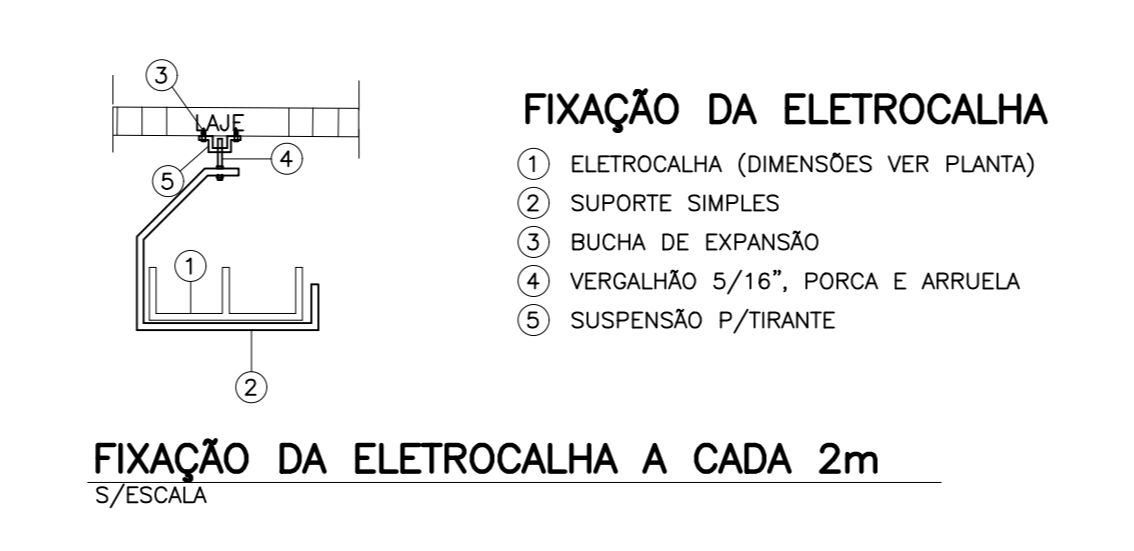 3
LAJE
4
5
1
2
FIXAÇÃO DA ELETROCALHA
1 ELETROCALHA (DIMENSÕES VER PLANTA)
2 SUPORTE SIMPLES
3 BUCHA DE EXPANSÃO
4 VERGALHÃO 5/16”, PORCA E ARRUELA
5 SUSPENSÃO P/TIRANTE
FIXAÇÃO DA ELETROCALHA A CADA 2m
S/ESCALA